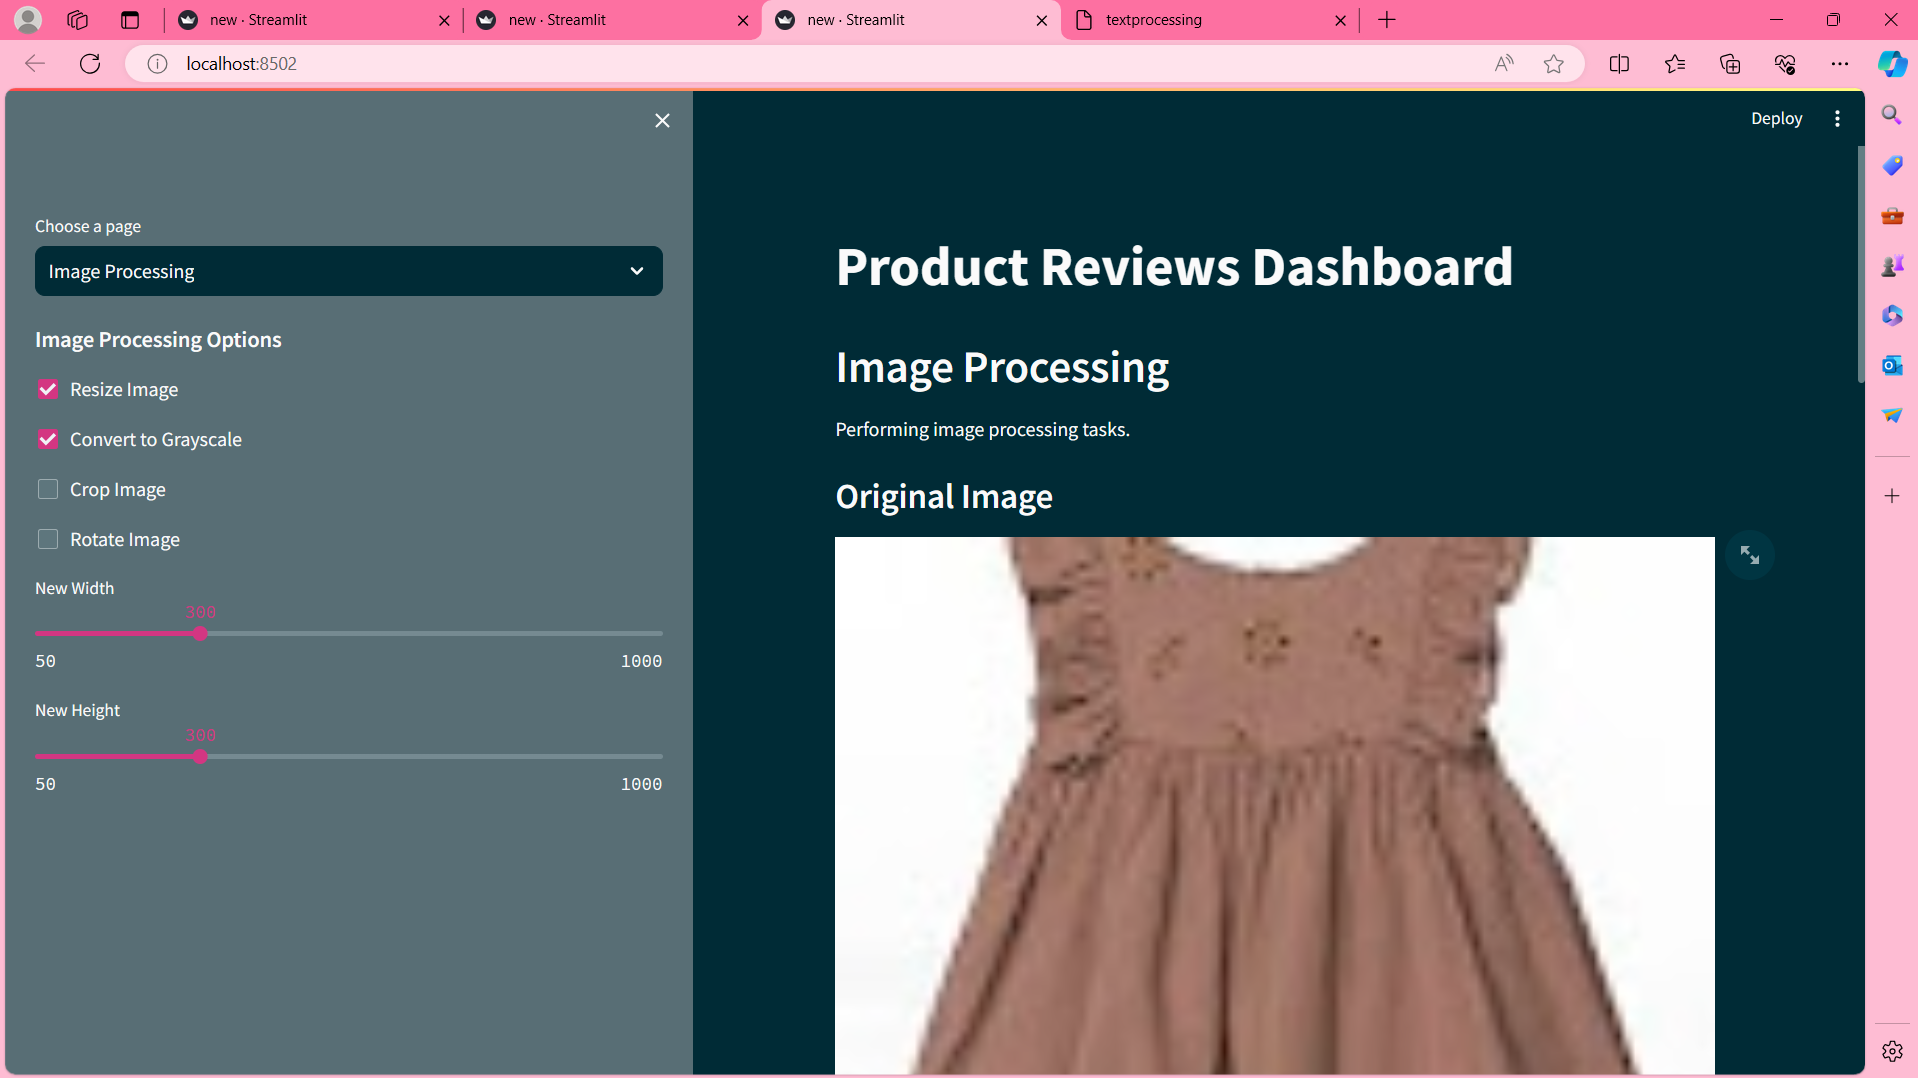 new · Streamlit
new · Streamlit
new · Streamlit
textprocessing
localhost:8502
Deploy
Choose a page
Image Processing
Image Processing Options
Resize Image
Convert to Grayscale
Crop Image
Rotate Image
New Width
300
50 1000
New Height
300
50 1000
Product Reviews Dashboard
Image Processing
Performing image processing tasks.
Original Image